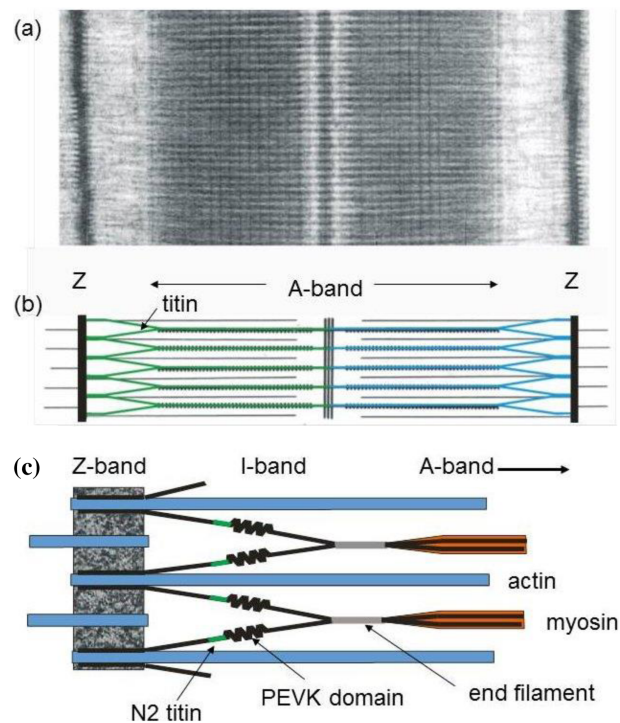 (a)
Z A-band Z
(b) titin
(c) Z-band I-band A-band
actin
myosin
N2 titin PEVK domain end filament